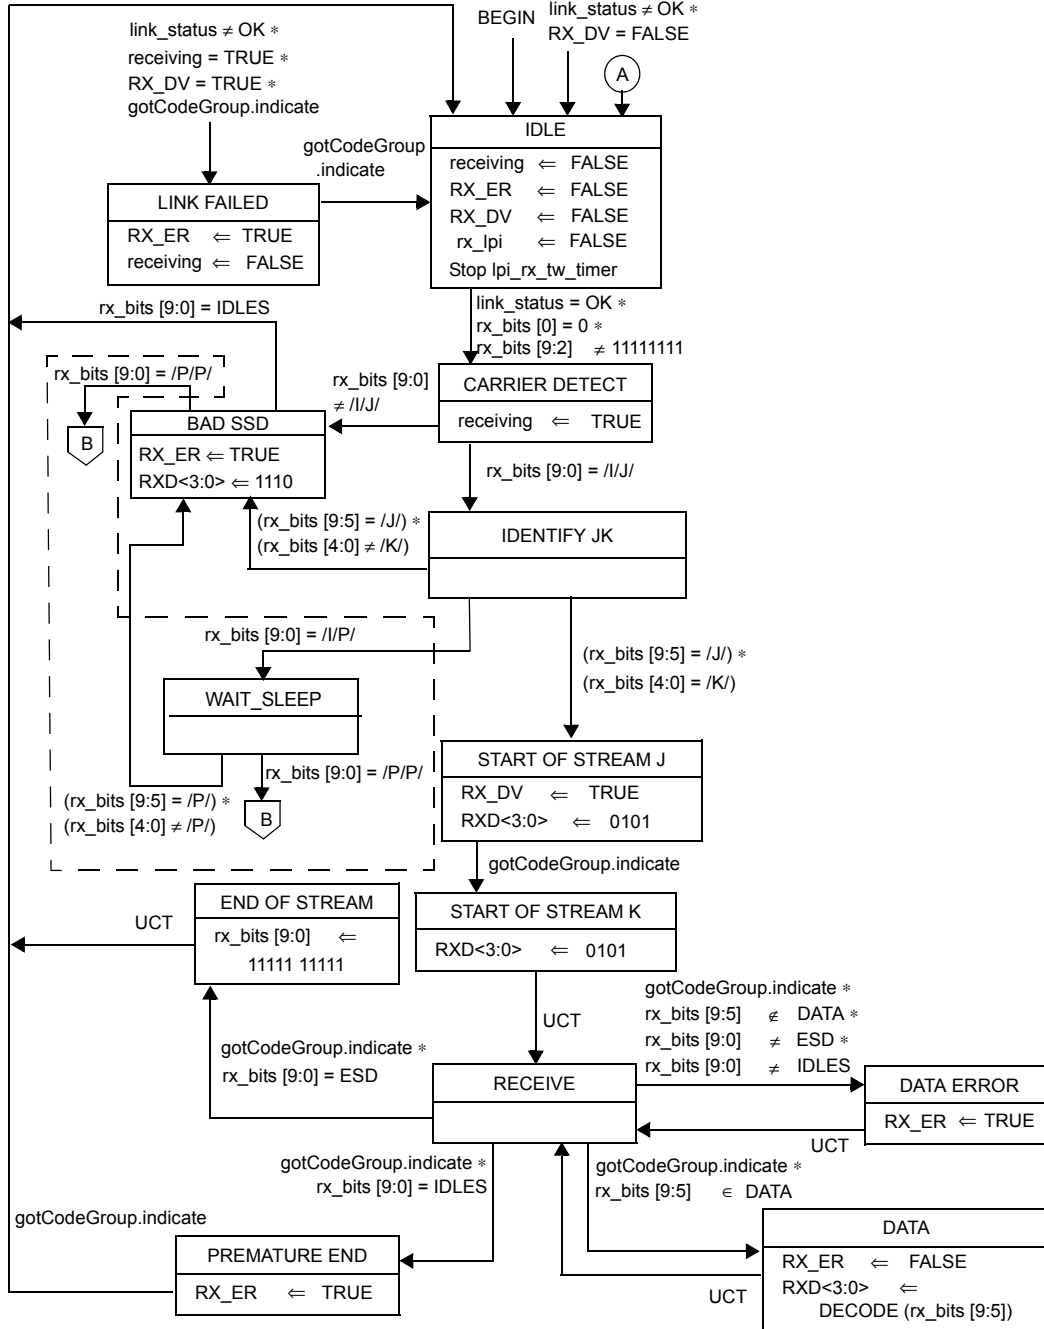 BEGIN
link_status ≠ OK *
RX_DV = FALSE
link_status ≠ OK *
receiving = TRUE *
RX_DV = TRUE *
gotCodeGroup.indicate
A
IDLE
receiving ⇐ FALSE
RX_ER ⇐ FALSE
RX_DV ⇐ FALSE
rx_lpi ⇐ FALSE
Stop lpi_rx_tw_timer
gotCodeGroup
.indicate
LINK FAILED
RX_ER ⇐ TRUE
receiving ⇐ FALSE
rx_bits [9:0] = IDLES
link_status = OK *
rx_bits [0] = 0 *
rx_bits [9:2] ≠ 11111111
rx_bits [9:0] = /P/P/
B
rx_bits [9:0]
≠ /I/J/
CARRIER DETECT
receiving ⇐ TRUE
BAD SSD
RX_ER ⇐ TRUE
RXD<3:0> ⇐ 1110
rx_bits [9:0] = /I/J/
(rx_bits [9:5] = /J/) *
(rx_bits [4:0] ≠ /K/)
IDENTIFY JK
rx_bits [9:0] = /I/P/
(rx_bits [9:5] = /J/) *
(rx_bits [4:0] = /K/)
WAIT_SLEEP
rx_bits [9:0] = /P/P/
(rx_bits [9:5] = /P/) *
(rx_bits [4:0] ≠ /P/)
B
START OF STREAM J
RX_DV ⇐ TRUE
RXD<3:0> ⇐ 0101
gotCodeGroup.indicate
END OF STREAM
rx_bits [9:0] ⇐
11111 11111
UCT
START OF STREAM K
RXD<3:0> ⇐ 0101
UCT
gotCodeGroup.indicate *
rx_bits [9:5] ∉ DATA *
rx_bits [9:0] ≠ ESD *
rx_bits [9:0] ≠ IDLES
gotCodeGroup.indicate *
rx_bits [9:0] = ESD
RECEIVE
DATA ERROR
RX_ER ⇐ TRUE
UCT
gotCodeGroup.indicate *
rx_bits [9:0] = IDLES
gotCodeGroup.indicate *
rx_bits [9:5] ∈ DATA
gotCodeGroup.indicate
PREMATURE END
RX_ER ⇐ TRUE
UCT
DATA
RX_ER ⇐ FALSE
RXD<3:0> ⇐
DECODE (rx_bits [9:5])